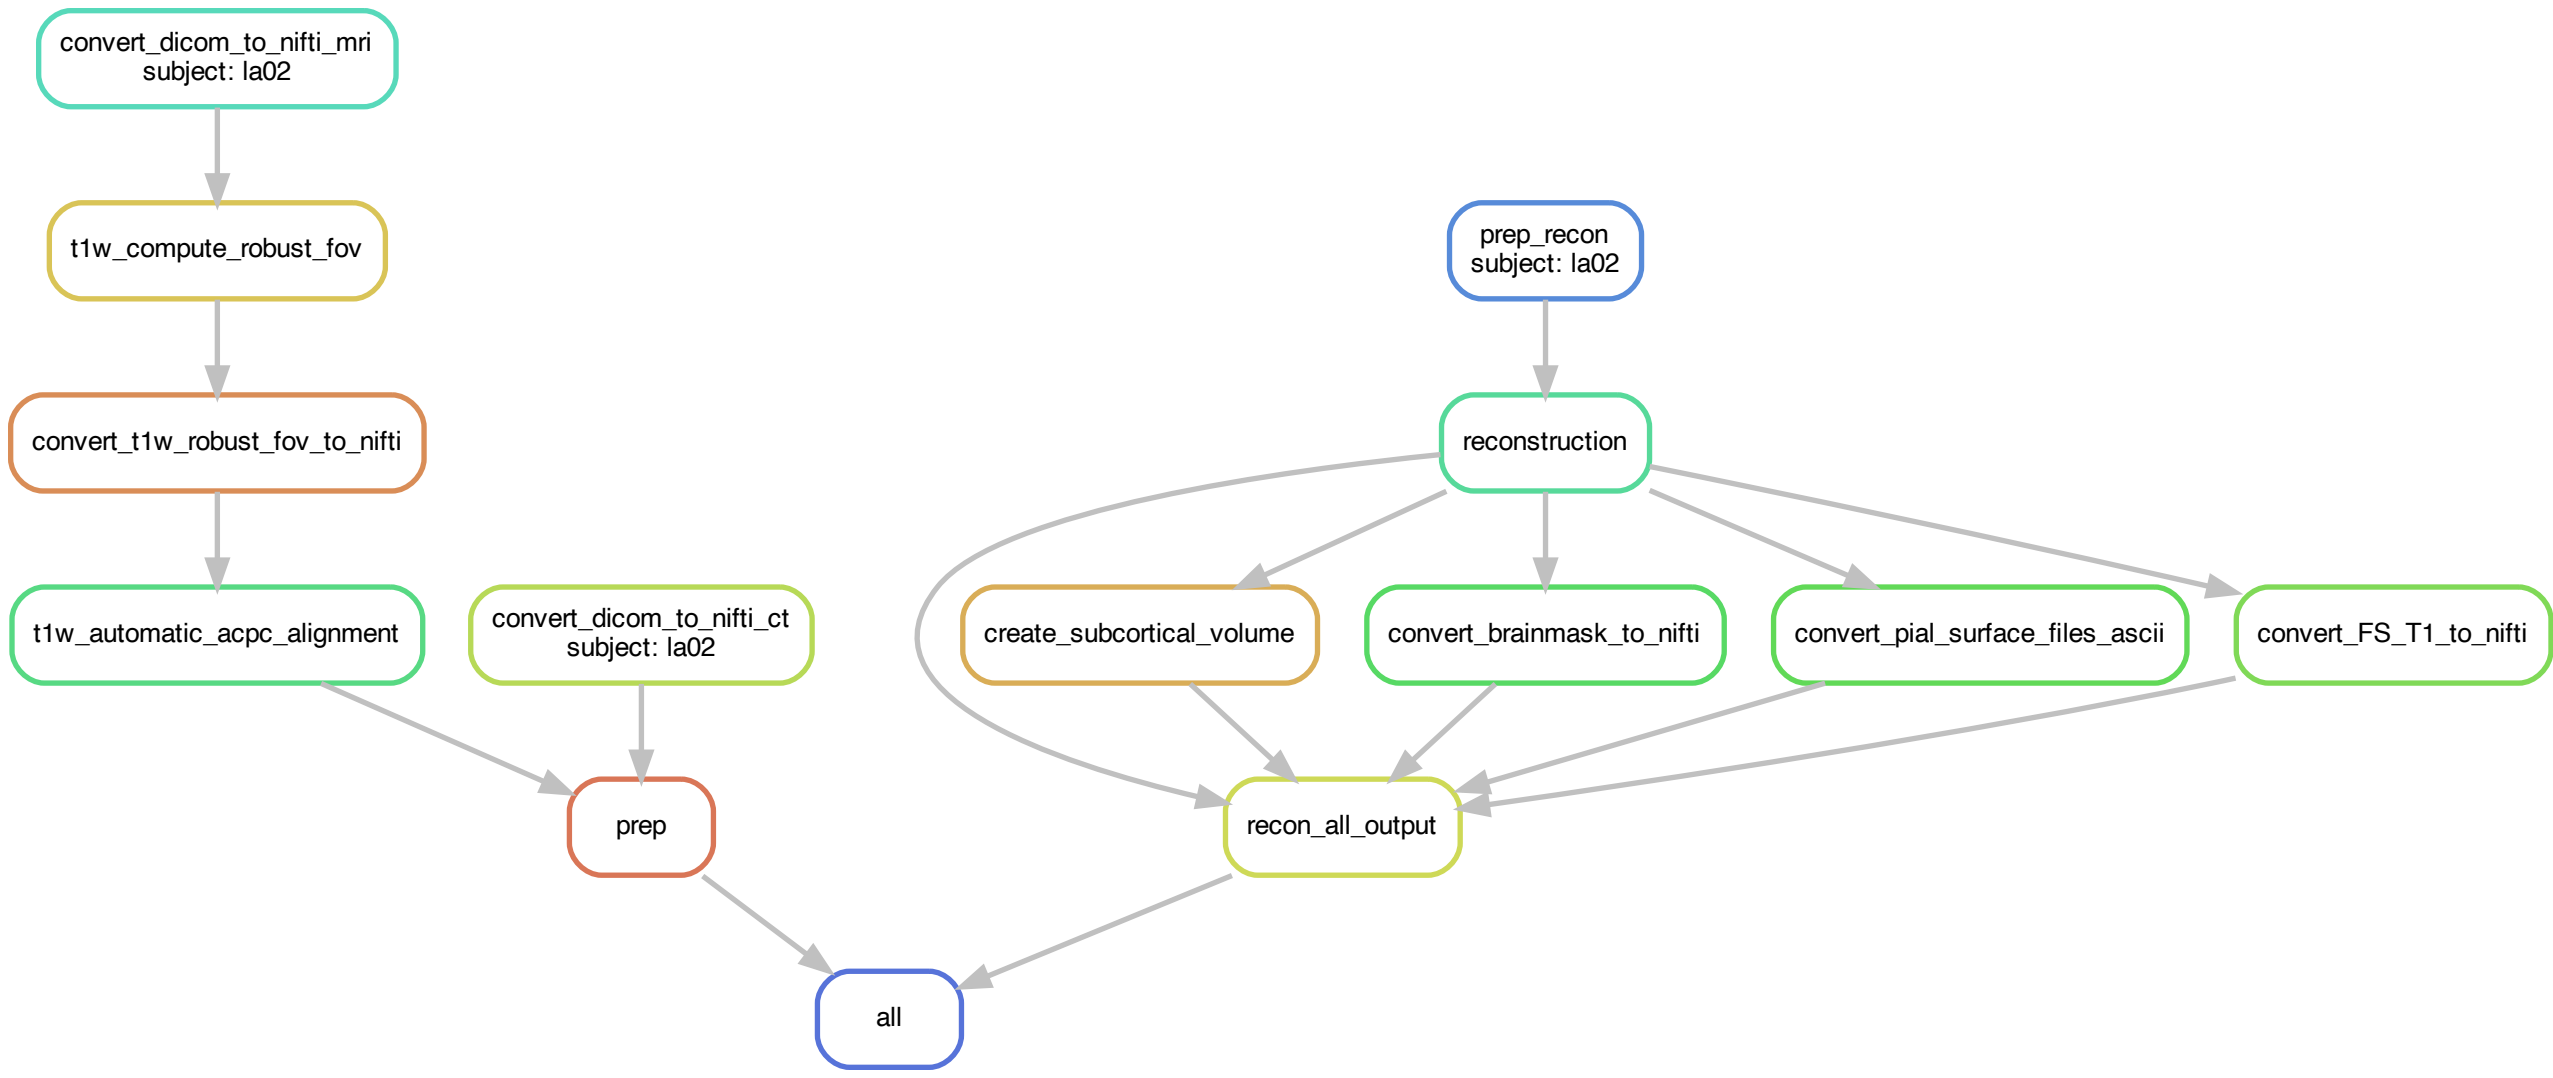 convert_dicom_to_nifti_mri
subject: la02
t1w_compute_robust_fov
prep_recon
subject: la02
convert_t1w_robust_fov_to_nifti
reconstruction
t1w_automatic_acpc_alignment
convert_dicom_to_nifti_ct
subject: la02
create_subcortical_volume
convert_brainmask_to_nifti
convert_pial_surface_files_ascii
convert_FS_T1_to_nifti
prep
recon_all_output
all